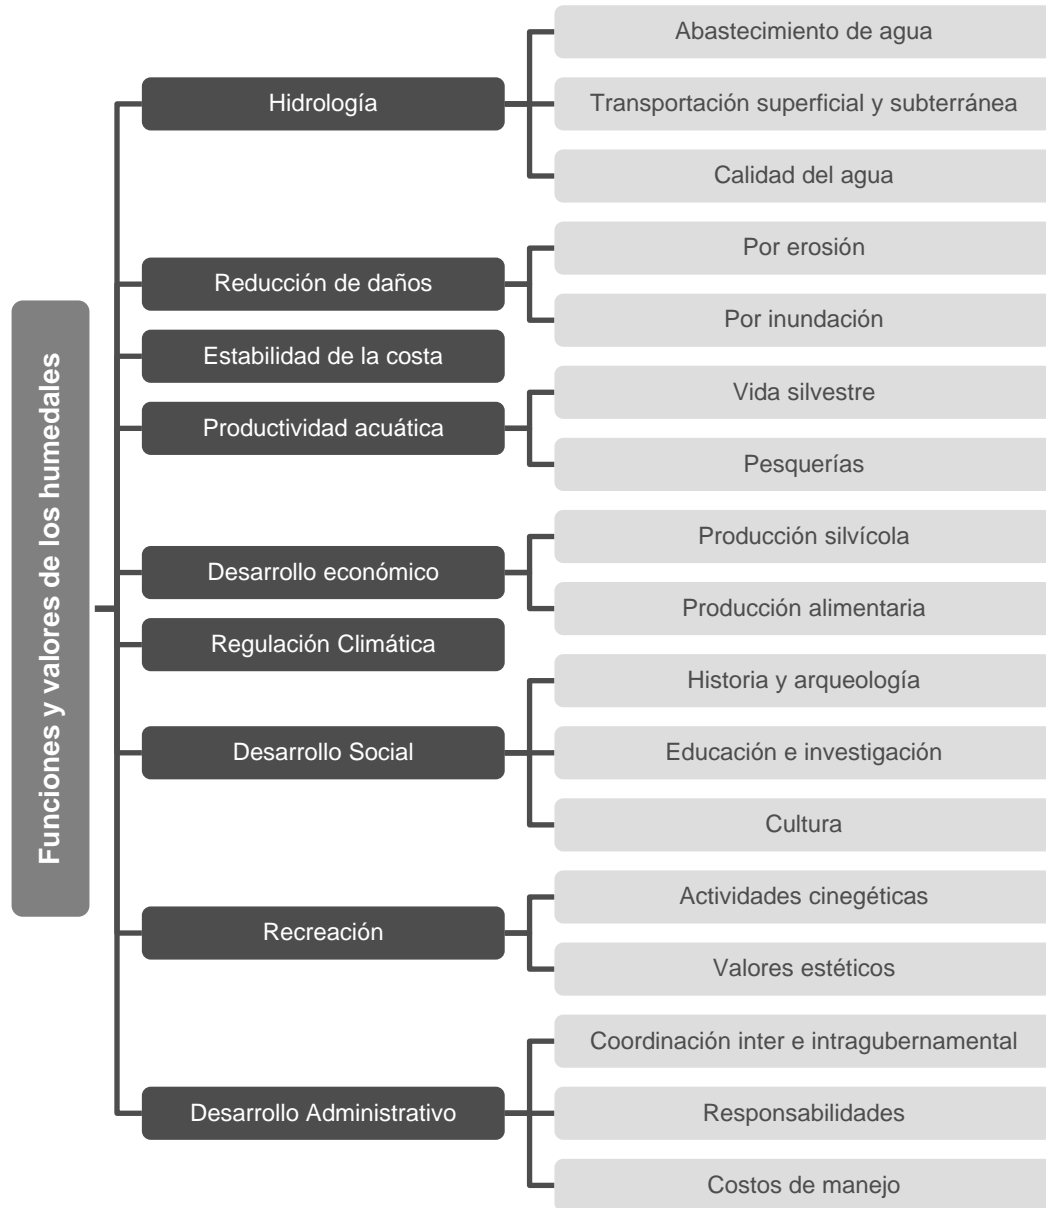 Funciones y valores de los humedales
Hidrología
Abastecimiento de agua
Transportación superficial y subterránea
Calidad del agua
Reducción de daños
Por erosión
Por inundación
Estabilidad de la costa
Productividad acuática
Vida silvestre
Pesquerías
Desarrollo económico
Producción silvícola
Producción alimentaria
Regulación Climática
Desarrollo Social
Historia y arqueología
Educación e investigación
Cultura
Recreación
Actividades cinegéticas
Valores estéticos
Desarrollo Administrativo
Coordinación inter e intragubernamental
Responsabilidades
Costos de manejo